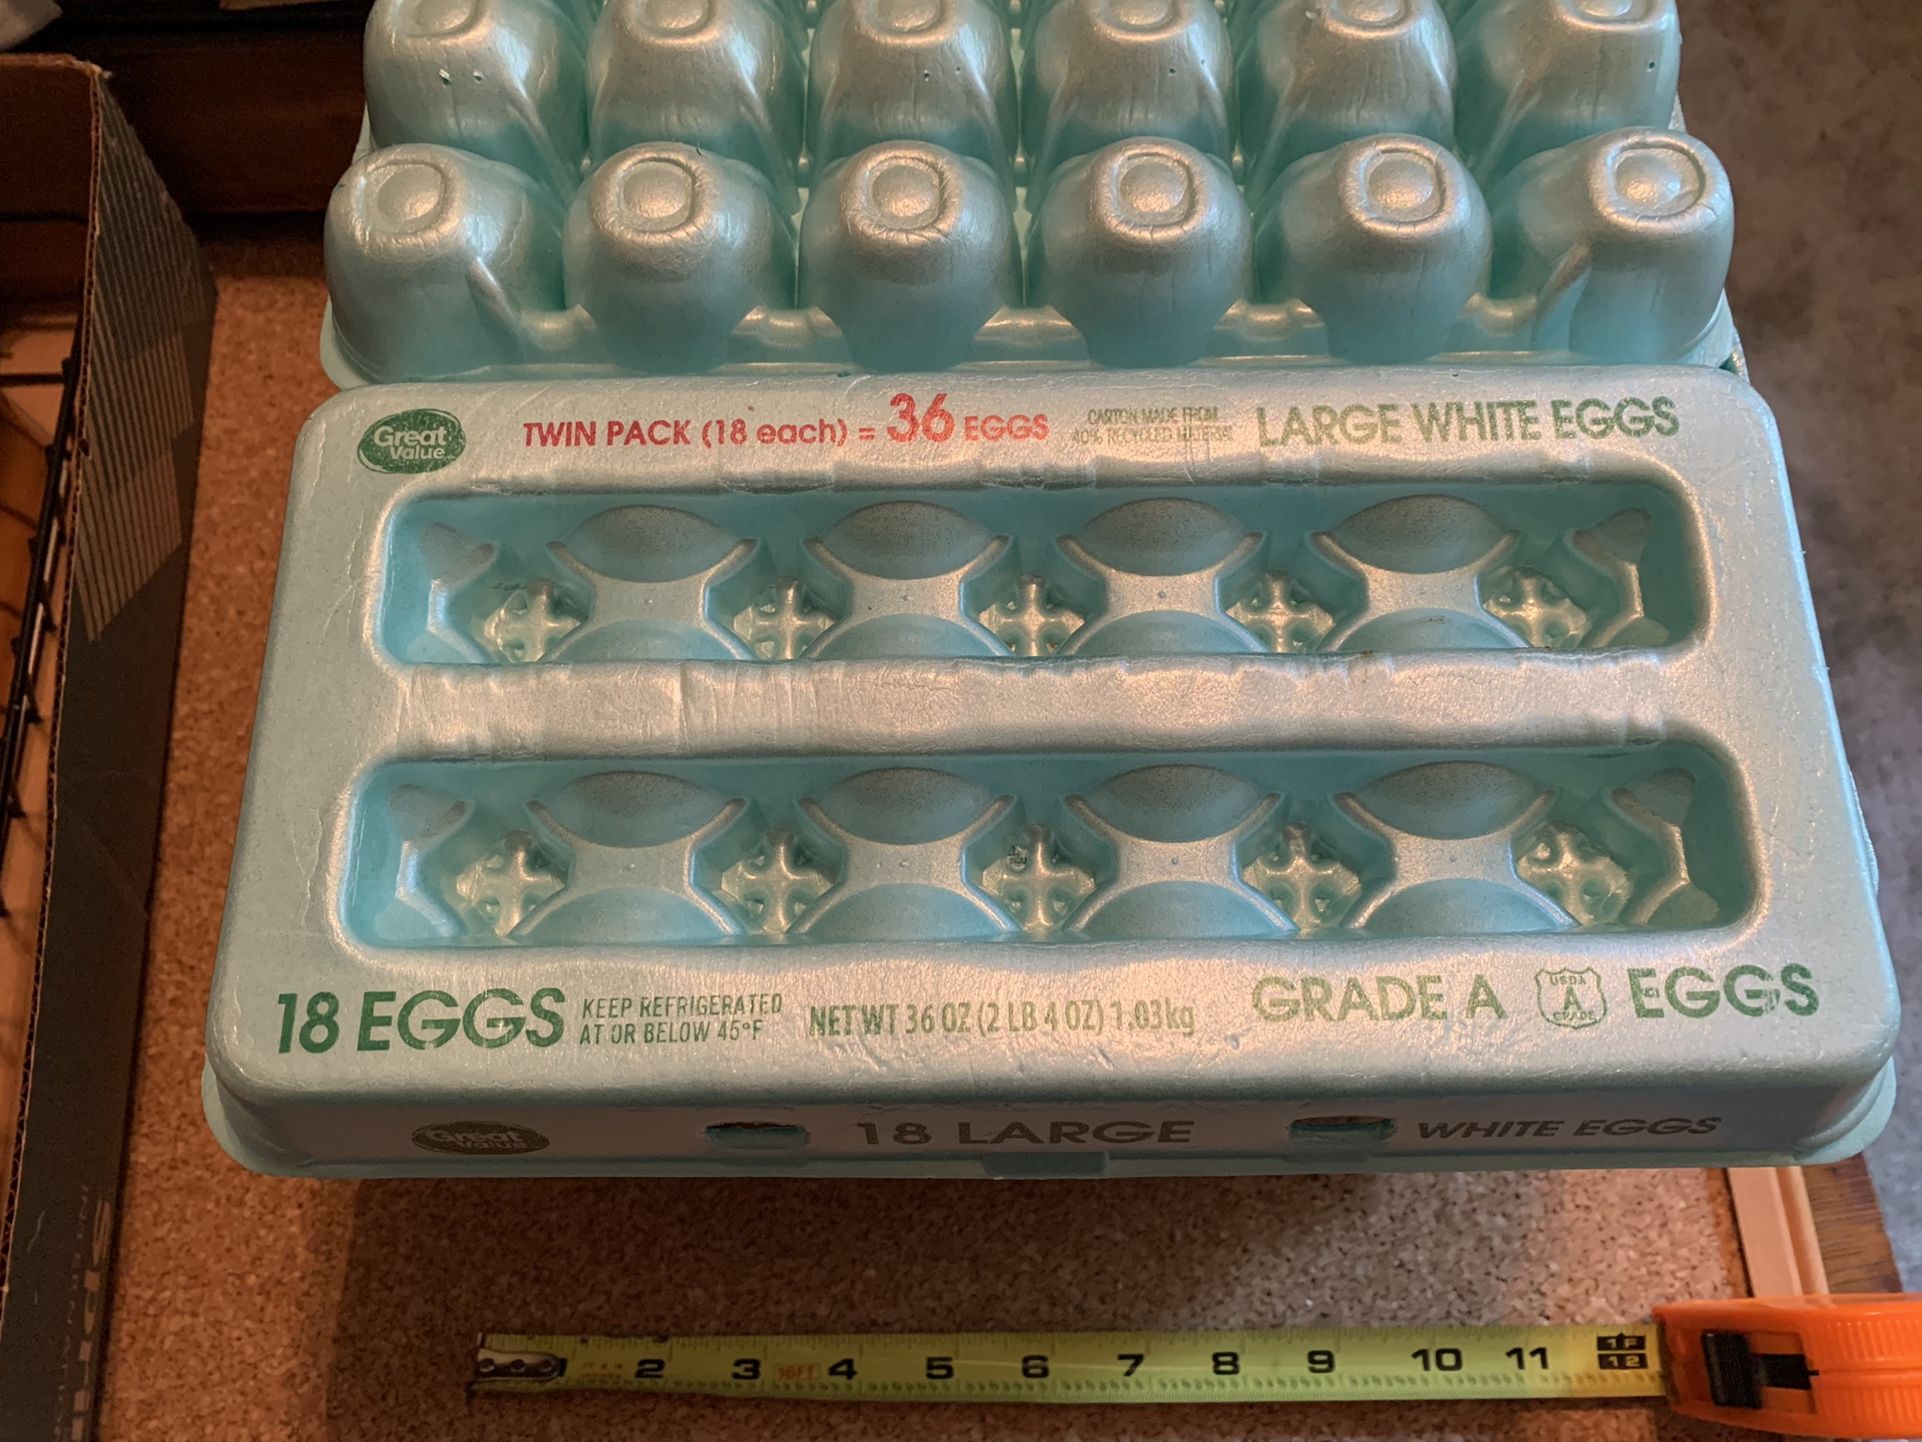 Great Value
TWIN PACK (18 each) = 36 EGGS
CARTON MADE FROM
40% RECYCLED MATERIAL
LARGE WHITE EGGS
18 EGGS
KEEP REFRIGERATED
AT OR BELOW 45°F
NET WT 36 OZ (2 LB 4 OZ) 1.03kg
GRADE A
USDA
A
GRADE
EGGS
Great Value
18 LARGE
WHITE EGGS
1 2 3 16FT 4 5 6 7 8 9 10 11 1F
12